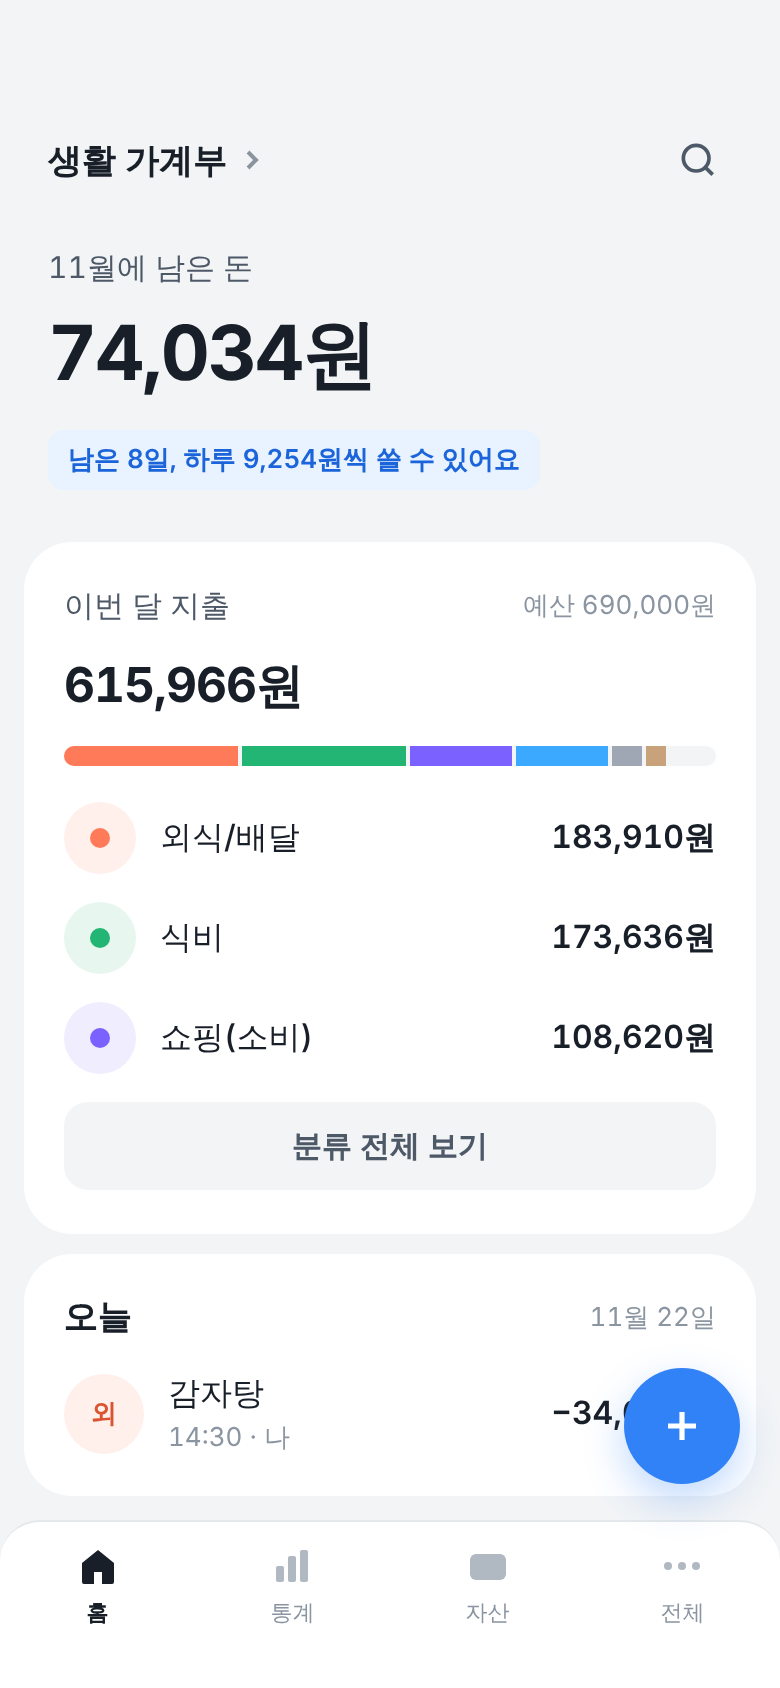 생활 가계부
11월에 남은 돈
74,034원
남은 8일, 하루 9,254원씩 쓸 수 있어요
이번 달 지출 예산 690,000원
615,966원
외식/배달 183,910원
식비 173,636원
쇼핑(소비) 108,620원
분류 전체 보기
오늘 11월 22일
외 감자탕 −34,
14:30 · 나
홈 통계 자산 전체